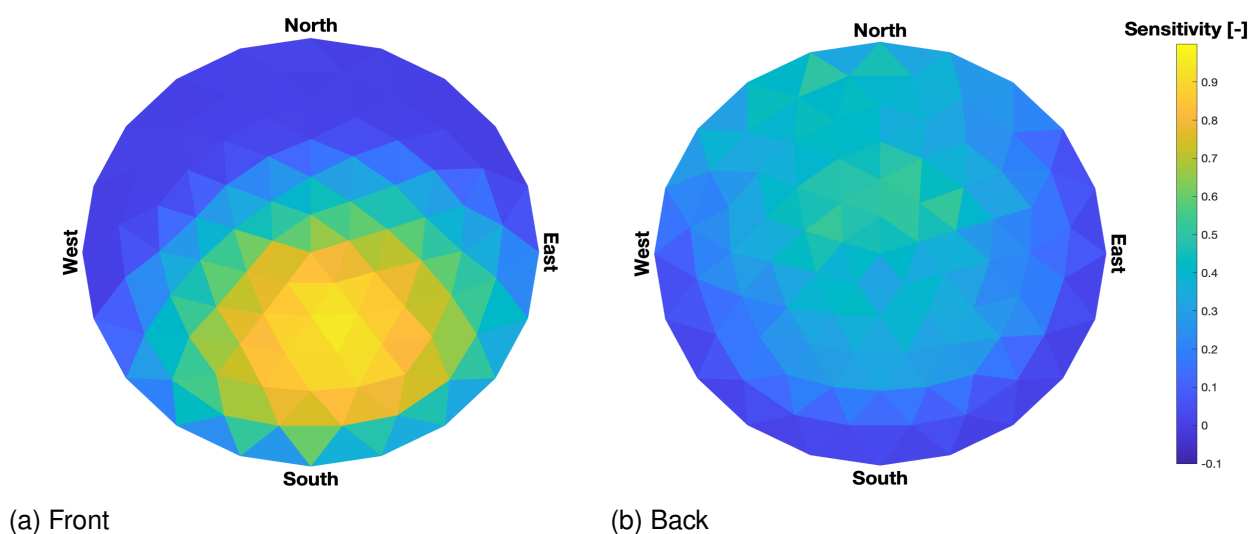 North
West
East
South
(a) Front
North
West
East
South
(b) Back
Sensitivity [-]
0.9
0.8
0.7
0.6
0.5
0.4
0.3
0.2
0.1
0
-0.1